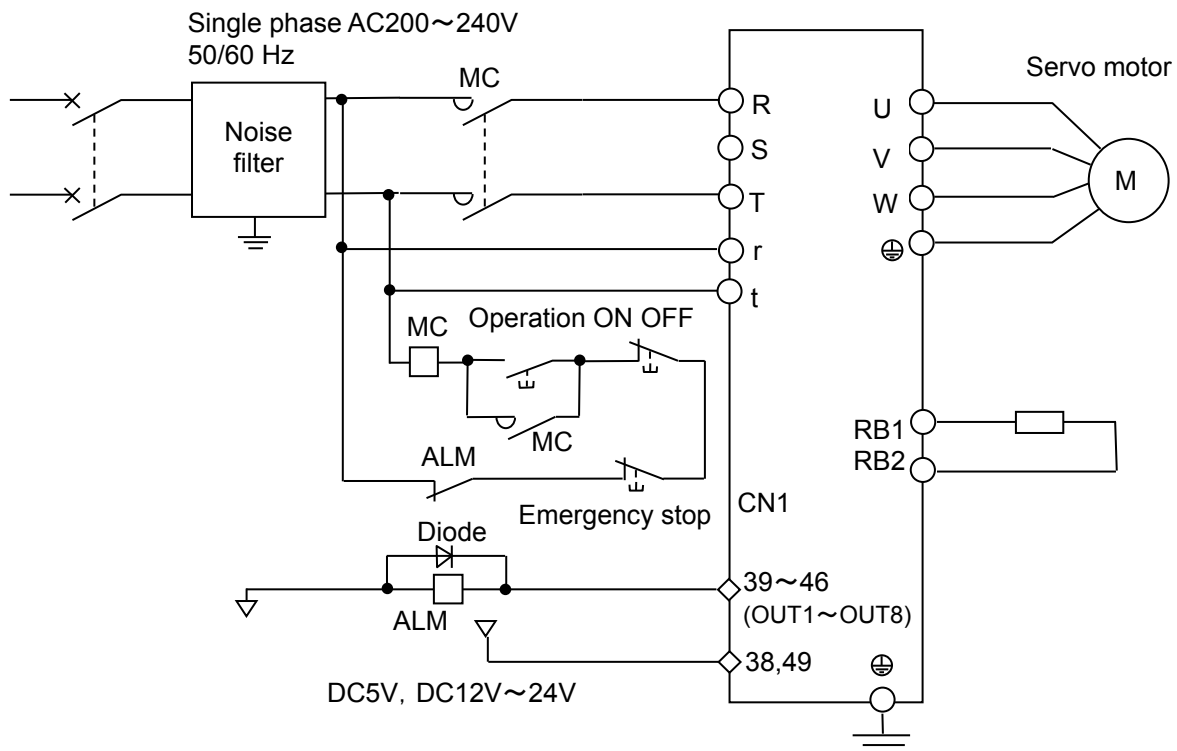 Single phase AC200～240V
50/60 Hz
Servo motor
MC
Noise
filter
R
S
T
r
t
U
V
W
M
MC
Operation ON OFF
MC
ALM
Emergency stop
RB1
RB2
CN1
Diode
ALM
39～46
(OUT1～OUT8)
38,49
DC5V, DC12V～24V